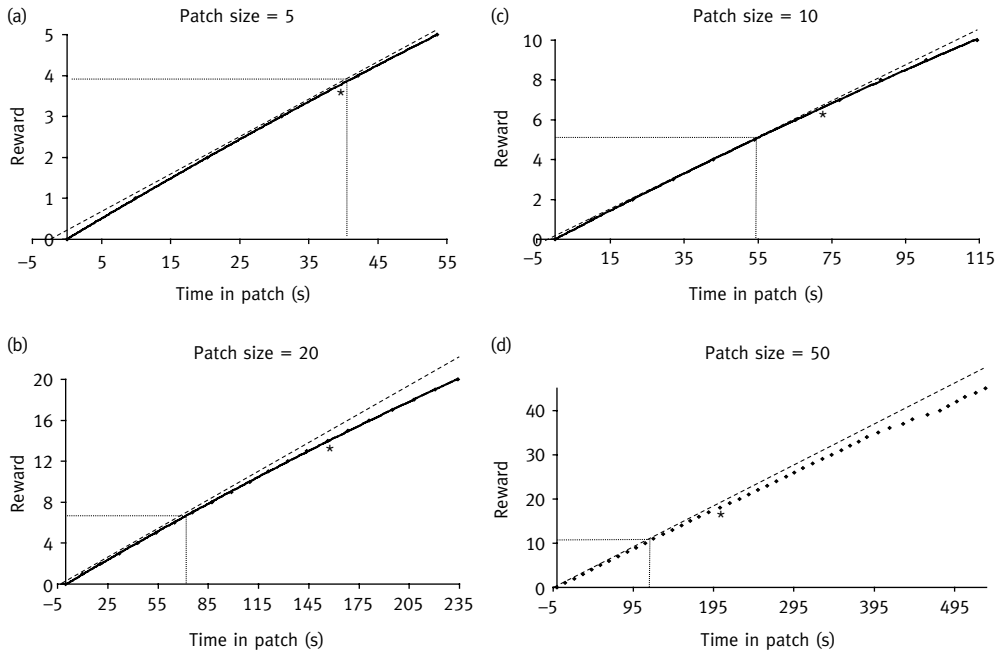 (a)
Patch size = 5
5
4
3
2
1
0
Reward
*
−5 5 15 25 35 45 55
Time in patch (s)
(c)
Patch size = 10
10
8
6
4
2
0
Reward
*
−5 15 35 55 75 95 115
Time in patch (s)
(b)
Patch size = 20
20
16
12
8
4
0
Reward
*
−5 25 55 85 115 145 175 205 235
Time in patch (s)
(d)
Patch size = 50
40
30
20
10
0
Reward
*
−5 95 195 295 395 495
Time in patch (s)